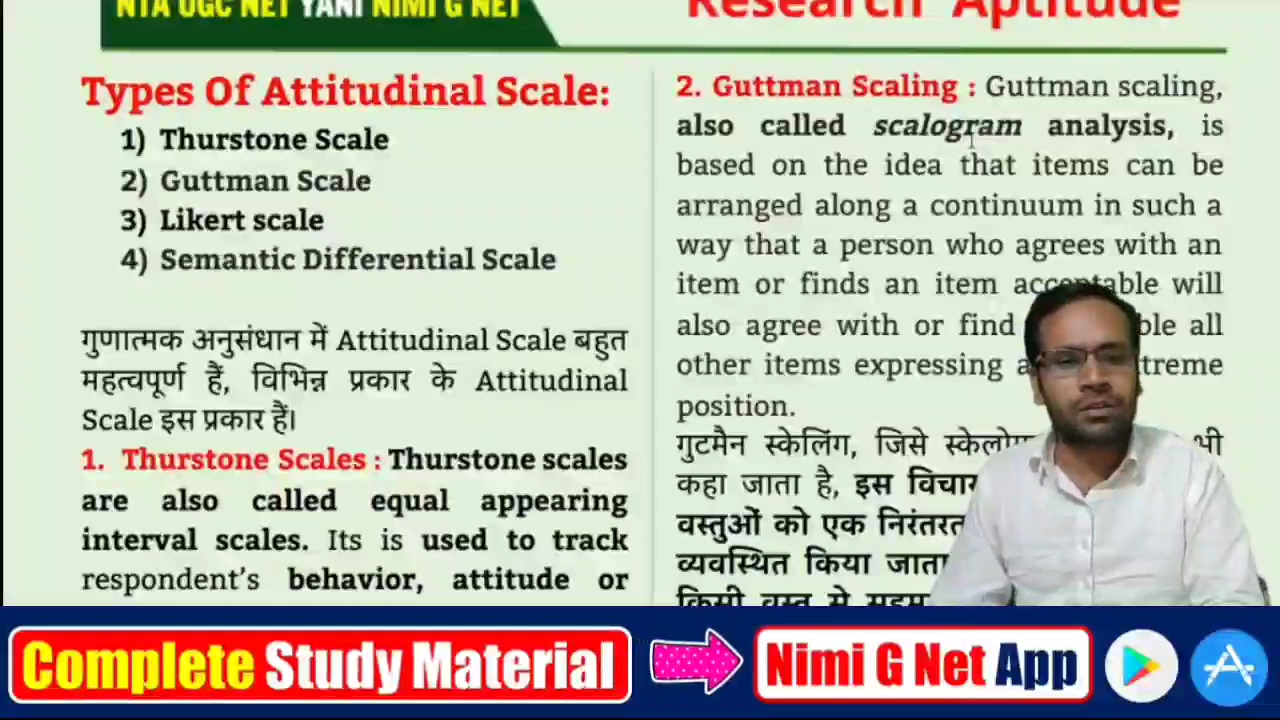 NTA UGC NET YANI NIMI G NET
Research Aptitude
Types Of Attitudinal Scale:
1) Thurstone Scale
2) Guttman Scale
3) Likert scale
4) Semantic Differential Scale
गुणात्मक अनुसंधान में Attitudinal Scale बहुत
महत्वपूर्ण हैं, विभिन्न प्रकार के Attitudinal
Scale इस प्रकार हैं।
1. Thurstone Scales : Thurstone scales
are also called equal appearing
interval scales. Its is used to track
respondent's behavior, attitude or
2. Guttman Scaling : Guttman scaling,
also called scalogram analysis, is
based on the idea that items can be
arranged along a continuum in such a
way that a person who agrees with an
item or finds an item acceptable will
also agree with or find all
other items expressing
position.
गुटमैन स्केलिंग, जिसे भी
कहा जाता है, इस विचार
वस्तुओं को एक
व्यवस्थित किया जाता
किसी वस्तु से
Complete Study Material
Nimi G Net App